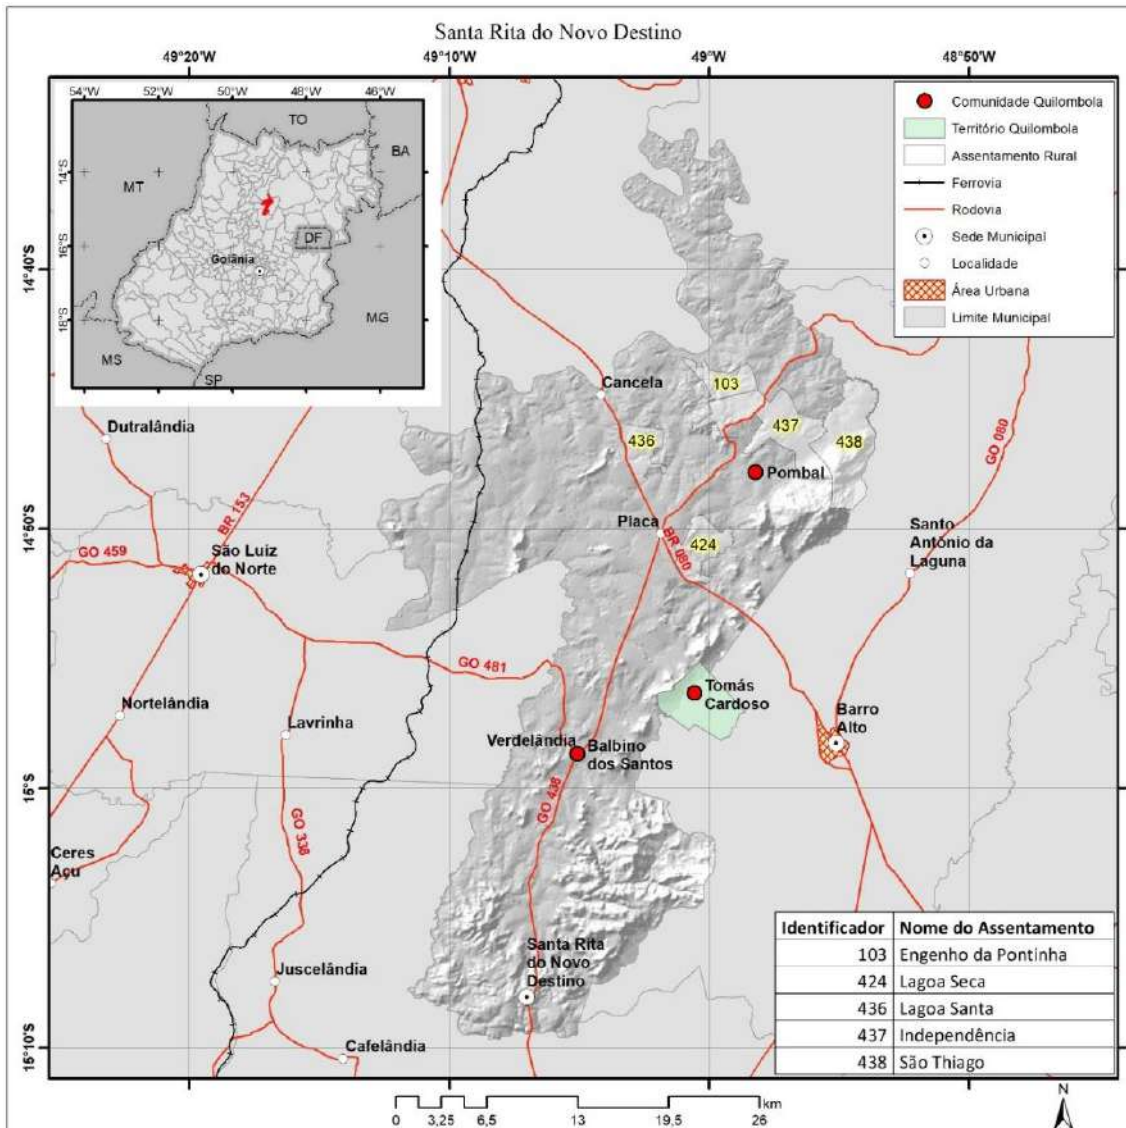 Santa Rita do Novo Destino
49°20'W
49°10'W
49°W
48°50'W
54°W
52°W
50°W
48°W
46°W
14°S
16°S
18°S
TO
BA
MT
DF
Goiânia
MG
MS
SP
Comunidade Quilombola
Território Quilombola
Assentamento Rural
Ferrovia
Rodovia
Sede Municipal
Localidade
Área Urbana
Limite Municipal
14°40'S
14°50'S
15°S
15°10'S
Cancela
103
437
436
438
Dutralândia
Pombal
GO 080
BR 153
Placa
BR 080
424
Santo
Antônio da
Laguna
GO 459
São Luiz
do Norte
GO 481
Tomás
Cardoso
Nortelândia
Lavrinha
Barro
Alto
Verdelândia
Balbino
dos Santos
GO 438
GO 338
Ceres
Açu
Santa Rita
do Novo
Destino
Juscelândia
Cafelândia
Identificador Nome do Assentamento
103 Engenho da Pontinha
424 Lagoa Seca
436 Lagoa Santa
437 Independência
438 São Thiago
km
0 3,25 6,5 13 19,5 26
N